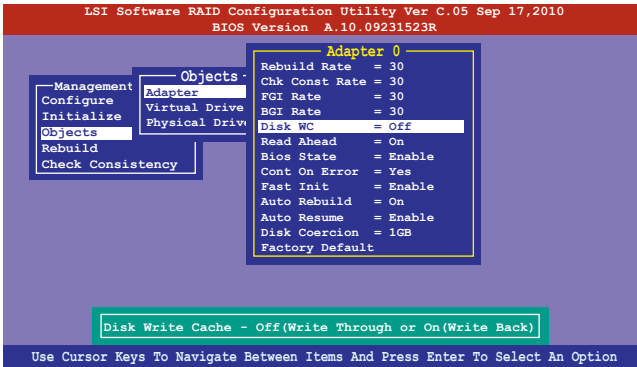 LSI Software RAID Configuration Utility Ver C.05 Sep 17,2010
BIOS Version A.10.09231523R
Management
Configure
Initialize
Objects
Rebuild
Check Consistency
Objects
Adapter
Virtual Drive
Physical Driv
Adapter 0
Rebuild Rate = 30
Chk Const Rate = 30
FGI Rate = 30
BGI Rate = 30
Disk WC = Off
Read Ahead = On
Bios State = Enable
Cont On Error = Yes
Fast Init = Enable
Auto Rebuild = On
Auto Resume = Enable
Disk Coercion = 1GB
Factory Default
Disk Write Cache - Off(Write Through or On(Write Back)
Use Cursor Keys To Navigate Between Items And Press Enter To Select An Option